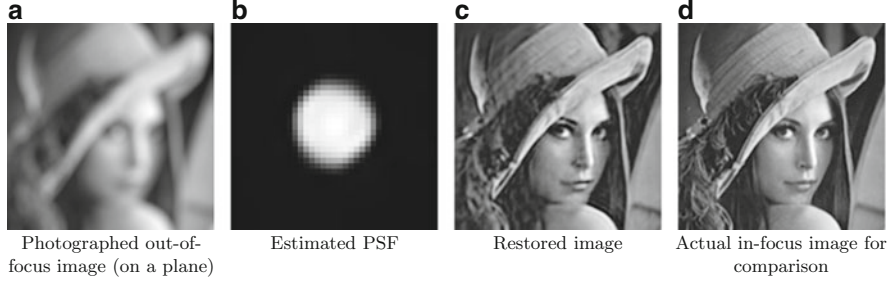 a
b
c
d
Photographed out-of-
focus image (on a plane)
Estimated PSF
Restored image
Actual in-focus image for
comparison